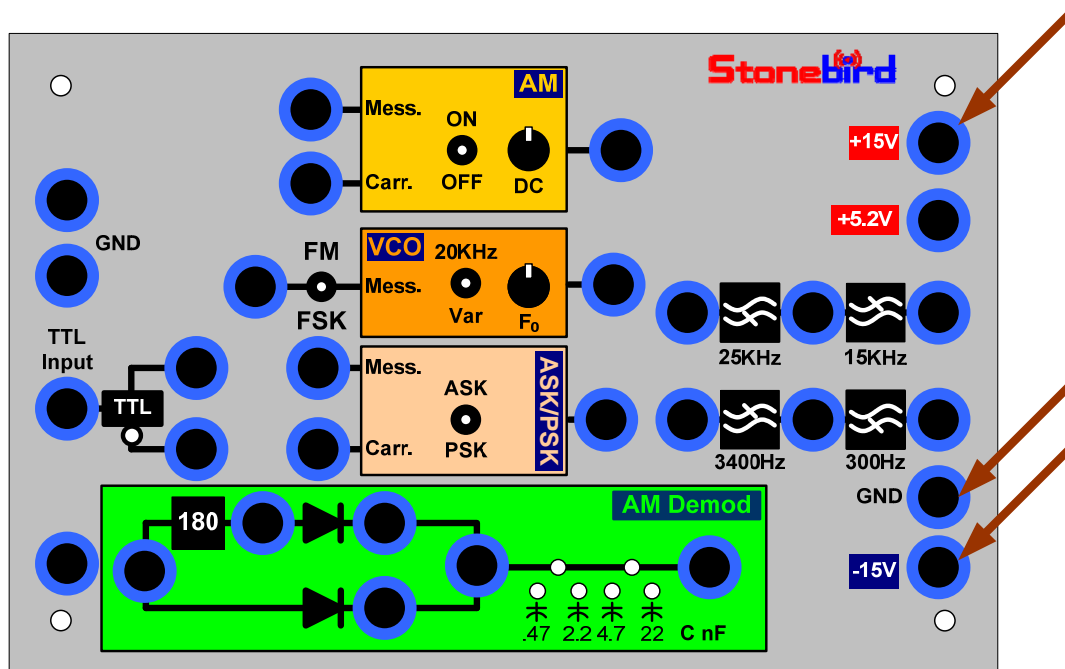 Stonebird
AM
Mess.
ON
Carr.
OFF
DC
+15V
+5.2V
GND
VCO
20KHz
FM
Mess.
FSK
Var
F₀
25KHz
15KHz
TTL
Input
TTL
Mess.
ASK
Carr.
PSK
ASK/PSK
3400Hz
300Hz
GND
-15V
AM Demod
180
.47
2.2
4.7
22
C nF